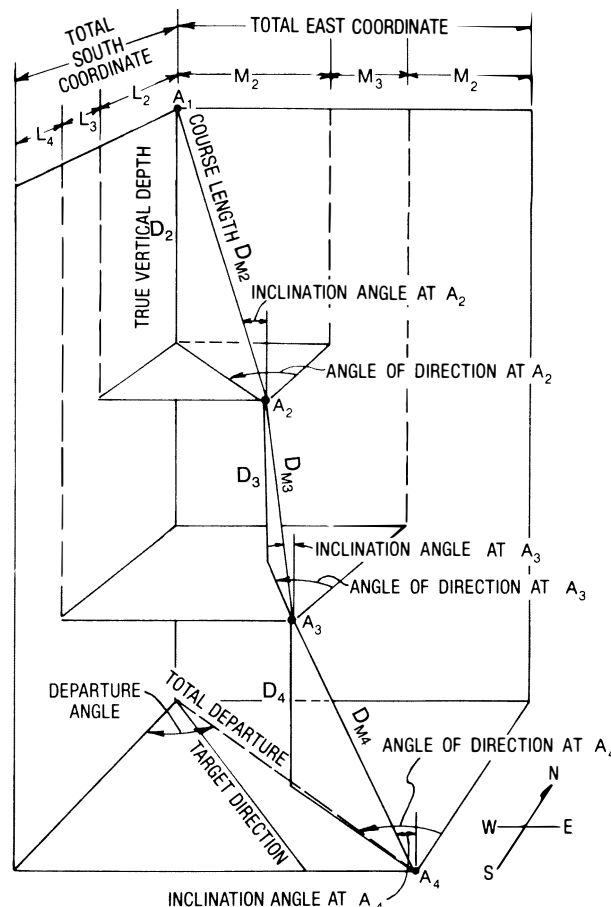 TOTAL
SOUTH
COORDINATE
TOTAL EAST COORDINATE
M₂
M₃
M₂
L₄
L₃
L₂
A₁
COURSE LENGTH D_M2
TRUE VERTICAL DEPTH
D₂
INCLINATION ANGLE AT A₂
ANGLE OF DIRECTION AT A₂
A₂
D₃
D_M3
INCLINATION ANGLE AT A₃
ANGLE OF DIRECTION AT A₃
A₃
D₄
D_M4
DEPARTURE
ANGLE
TOTAL DEPARTURE
TARGET DIRECTION
ANGLE OF DIRECTION AT A₄
N
W
E
S
A₄
INCLINATION ANGLE AT A₄